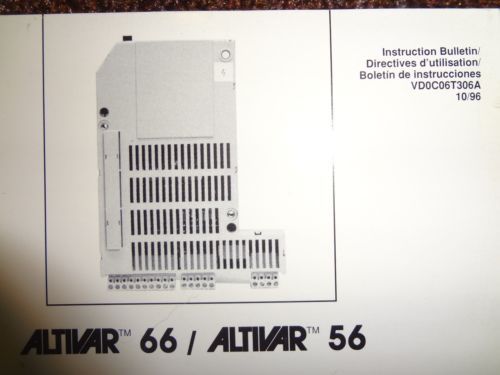 Instruction Bulletin/
Directives d'utilisation/
Boletín de instrucciones
VD0C06T306A
10/96
ALTIVAR™ 66 / ALTIVAR™ 56